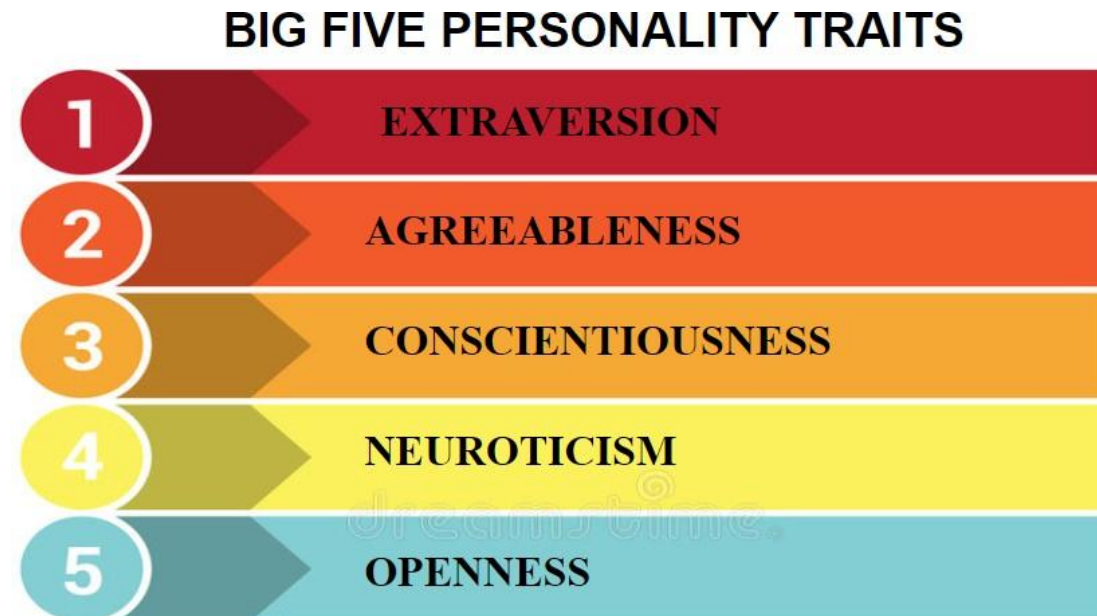 BIG FIVE PERSONALITY TRAITS
1 EXTRAVERSION
2 AGREEABLENESS
3 CONSCIENTIOUSNESS
4 NEUROTICISM
dreamstime.
5 OPENNESS